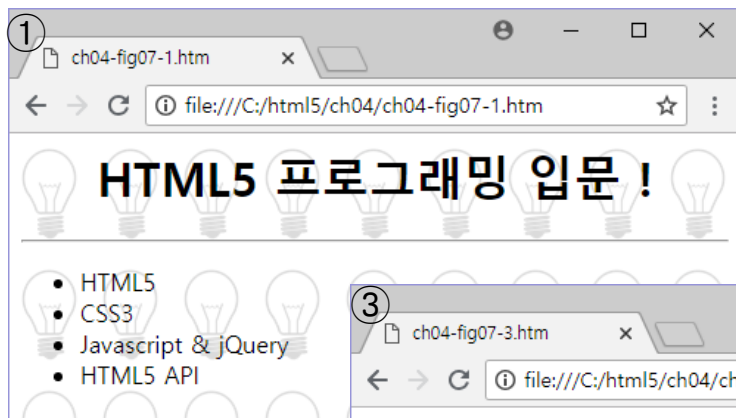 ①
ch04-fig07-1.htm
file:///C:/html5/ch04/ch04-fig07-1.htm
HTML5 프로그래밍 입문 !
• HTML5
• CSS3
• Javascript & jQuery
• HTML5 API
③
ch04-fig07-3.htm
file:///C:/html5/ch04/ch